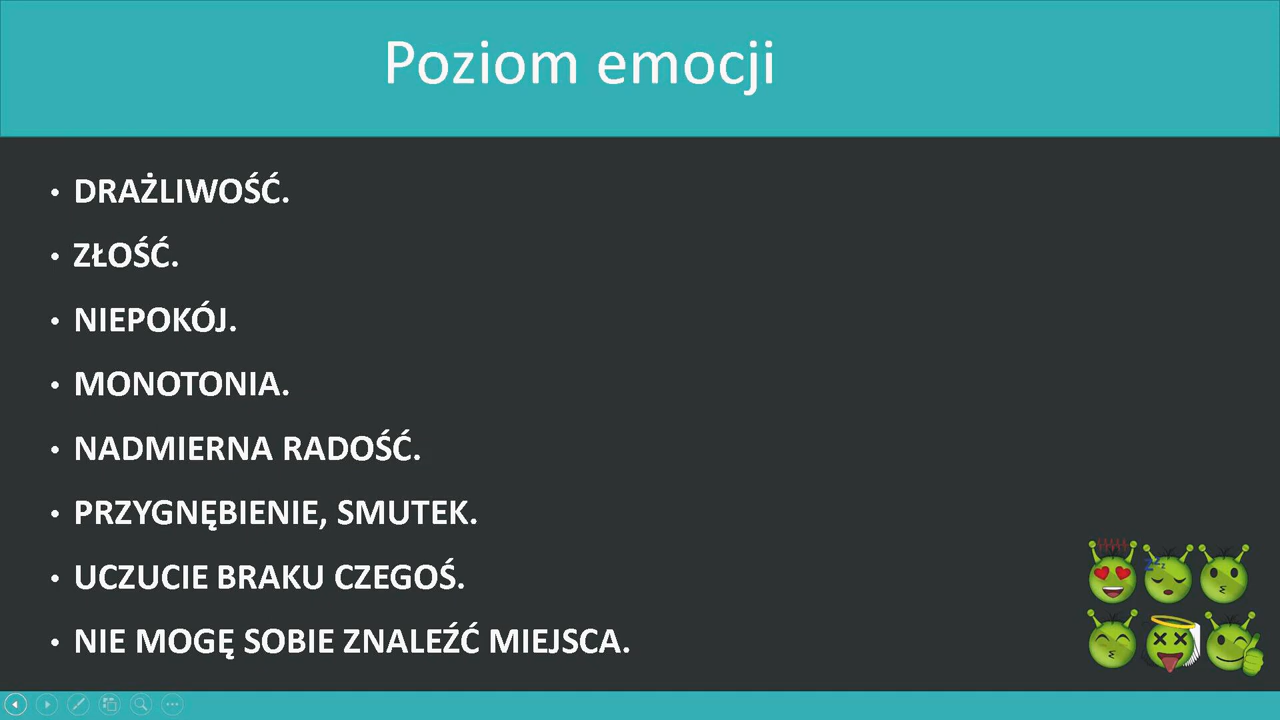 Poziom emocji
• DRAŻLIWOŚĆ.
• ZŁOŚĆ.
• NIEPOKÓJ.
• MONOTONIA.
• NADMIERNA RADOŚĆ.
• PRZYGNĘBIENIE, SMUTEK.
• UCZUCIE BRAKU CZEGOŚ.
• NIE MOGĘ SOBIE ZNALEŹĆ MIEJSCA.